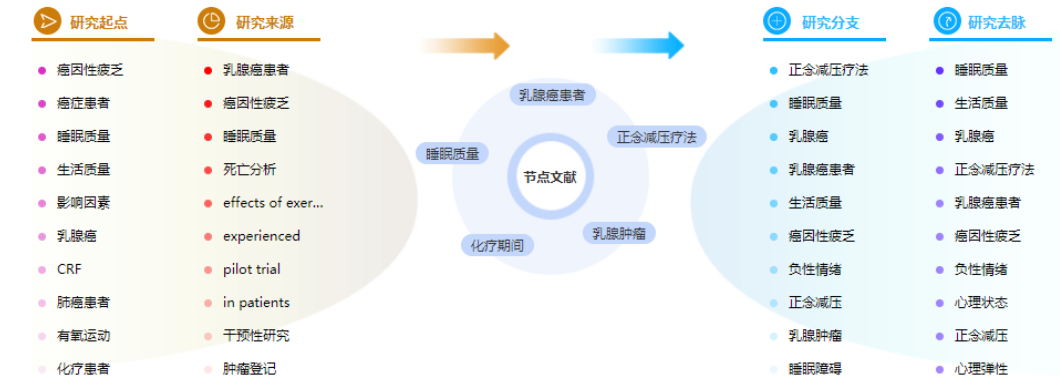 研究起点
癌因性疲乏
癌症患者
睡眠质量
生活质量
影响因素
乳腺癌
CRF
肺癌患者
有氧运动
化疗患者
研究来源
乳腺癌患者
癌因性疲乏
睡眠质量
死亡分析
effects of exer...
experienced
pilot trial
in patients
干预性研究
肿瘤登记
乳腺癌患者
正念减压疗法
睡眠质量
节点文献
乳腺肿瘤
化疗期间
研究分支
正念减压疗法
睡眠质量
乳腺癌
乳腺癌患者
生活质量
癌因性疲乏
负性情绪
正念减压
乳腺肿瘤
睡眠障碍
研究去脉
睡眠质量
生活质量
乳腺癌
正念减压疗法
乳腺癌患者
癌因性疲乏
负性情绪
心理状态
正念减压
心理弹性